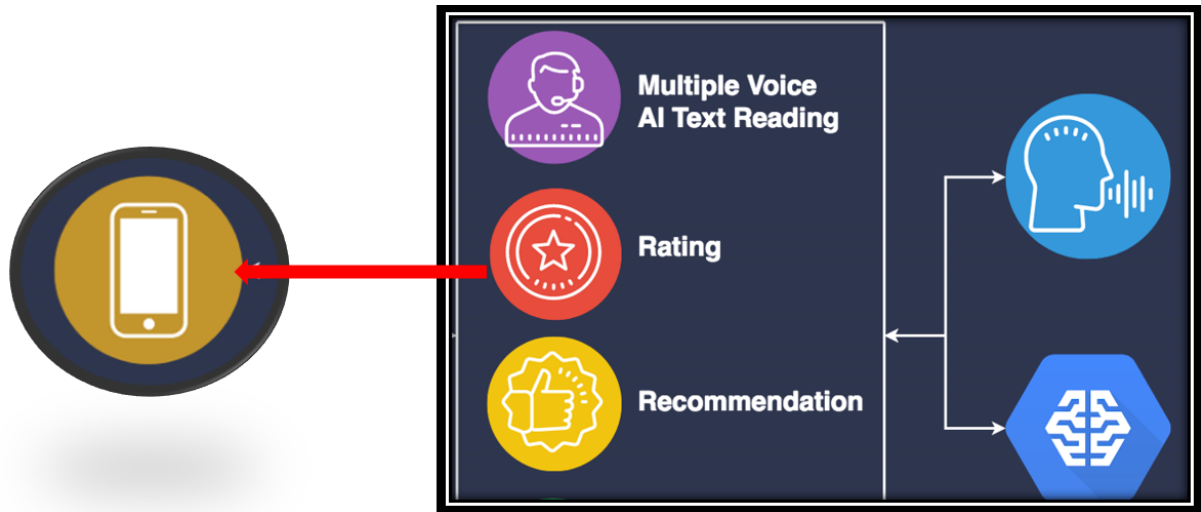 Multiple Voice
AI Text Reading
Rating
Recommendation